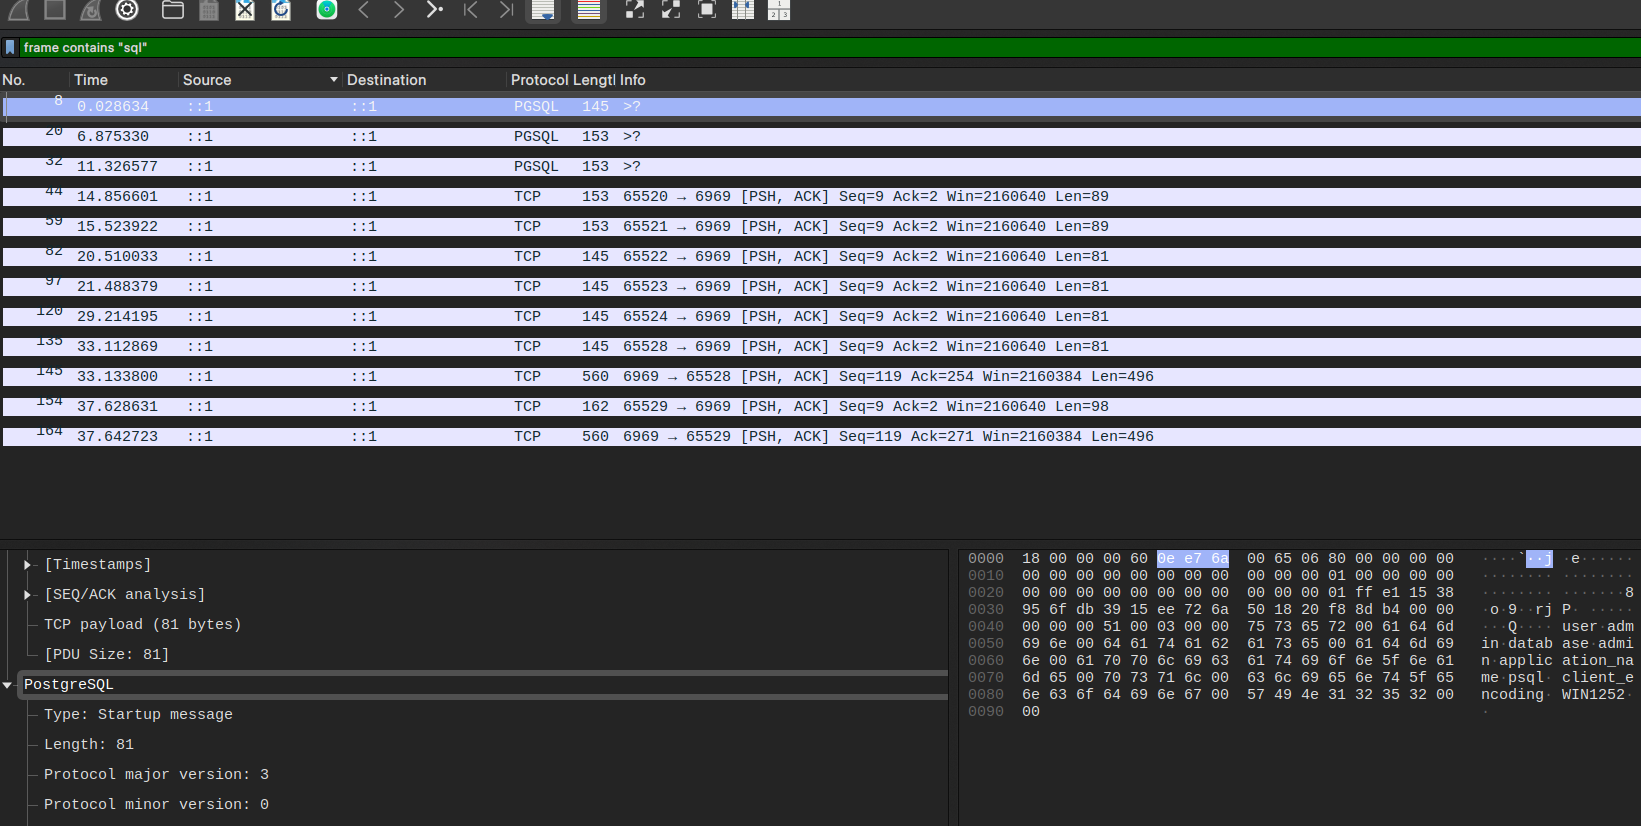 frame contains "sql"
No. Time Source Destination Protocol Lengtl Info
8 0.028634 ::1 ::1 PGSQL 145 >?
20 6.875330 ::1 ::1 PGSQL 153 >?
32 11.326577 ::1 ::1 PGSQL 153 >?
44 14.856601 ::1 ::1 TCP 153 65520 → 6969 [PSH, ACK] Seq=9 Ack=2 Win=2160640 Len=89
59 15.523922 ::1 ::1 TCP 153 65521 → 6969 [PSH, ACK] Seq=9 Ack=2 Win=2160640 Len=89
82 20.510033 ::1 ::1 TCP 145 65522 → 6969 [PSH, ACK] Seq=9 Ack=2 Win=2160640 Len=81
97 21.488379 ::1 ::1 TCP 145 65523 → 6969 [PSH, ACK] Seq=9 Ack=2 Win=2160640 Len=81
120 29.214195 ::1 ::1 TCP 145 65524 → 6969 [PSH, ACK] Seq=9 Ack=2 Win=2160640 Len=81
135 33.112869 ::1 ::1 TCP 145 65528 → 6969 [PSH, ACK] Seq=9 Ack=2 Win=2160640 Len=81
145 33.133800 ::1 ::1 TCP 560 6969 → 65528 [PSH, ACK] Seq=119 Ack=254 Win=2160384 Len=496
154 37.628631 ::1 ::1 TCP 162 65529 → 6969 [PSH, ACK] Seq=9 Ack=2 Win=2160640 Len=98
164 37.642723 ::1 ::1 TCP 560 6969 → 65529 [PSH, ACK] Seq=119 Ack=271 Win=2160384 Len=496
[Timestamps]
[SEQ/ACK analysis]
TCP payload (81 bytes)
[PDU Size: 81]
PostgreSQL
Type: Startup message
Length: 81
Protocol major version: 3
Protocol minor version: 0
0000 18 00 00 00 60 0e e7 6a 00 65 06 80 00 00 00 00 ····`··j ·e······
0010 00 00 00 00 00 00 00 00 00 00 00 01 00 00 00 00 ········ ········
0020 00 00 00 00 00 00 00 00 00 00 00 01 ff e1 15 38 ········ ·······8
0030 95 6f db 39 15 ee 72 6a 50 18 20 f8 8d b4 00 00 ·o·9··rj P· ·····
0040 00 00 00 51 00 03 00 00 75 73 65 72 00 61 64 6d ···Q···· user·adm
0050 69 6e 00 64 61 74 61 62 61 73 65 00 61 64 6d 69 in·datab ase·admi
0060 6e 00 61 70 70 6c 69 63 61 74 69 6f 6e 5f 6e 61 n·applic ation_na
0070 6d 65 00 70 73 71 6c 00 63 6c 69 65 6e 74 5f 65 me·psql· client_e
0080 6e 63 6f 64 69 6e 67 00 57 49 4e 31 32 35 32 00 ncoding· WIN1252·
0090 00 ·